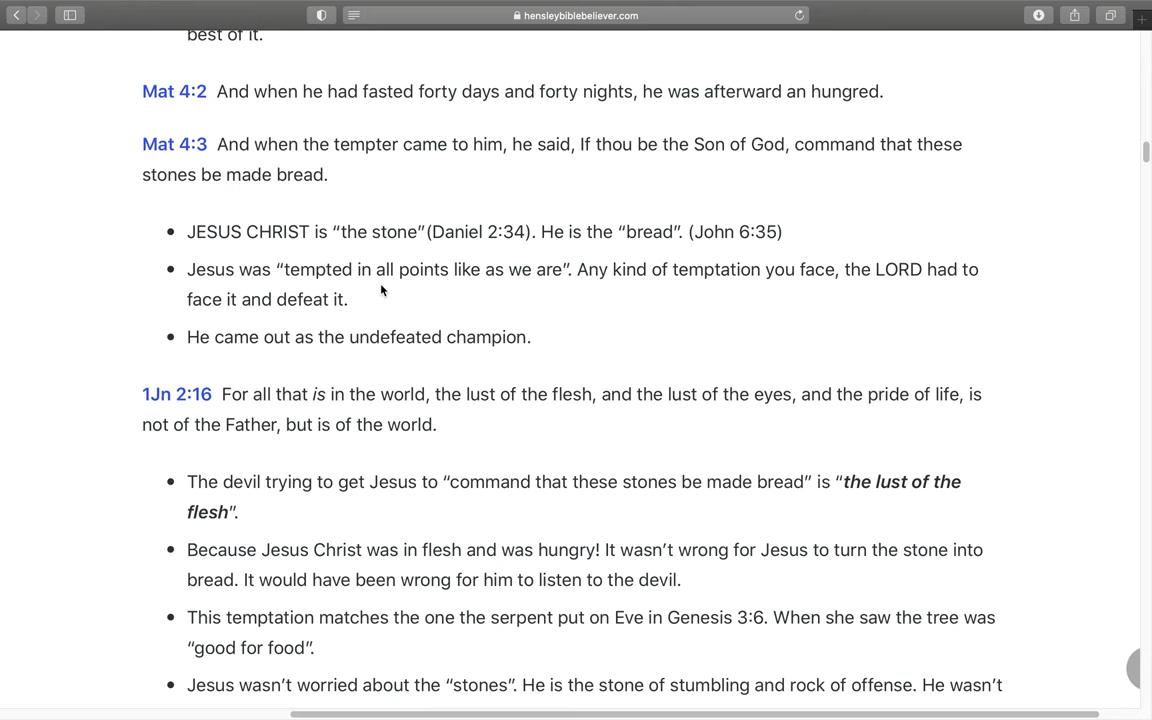 hensleybiblebeliever.com
best of it.
Mat 4:2 And when he had fasted forty days and forty nights, he was afterward an hungred.
Mat 4:3 And when the tempter came to him, he said, If thou be the Son of God, command that these
stones be made bread.
• JESUS CHRIST is “the stone”(Daniel 2:34). He is the “bread”. (John 6:35)
• Jesus was “tempted in all points like as we are”. Any kind of temptation you face, the LORD had to
face it and defeat it.
• He came out as the undefeated champion.
1Jn 2:16 For all that is in the world, the lust of the flesh, and the lust of the eyes, and the pride of life, is
not of the Father, but is of the world.
• The devil trying to get Jesus to “command that these stones be made bread” is “the lust of the
flesh”.
• Because Jesus Christ was in flesh and was hungry! It wasn’t wrong for Jesus to turn the stone into
bread. It would have been wrong for him to listen to the devil.
• This temptation matches the one the serpent put on Eve in Genesis 3:6. When she saw the tree was
“good for food”.
• Jesus wasn’t worried about the “stones”. He is the stone of stumbling and rock of offense. He wasn’t